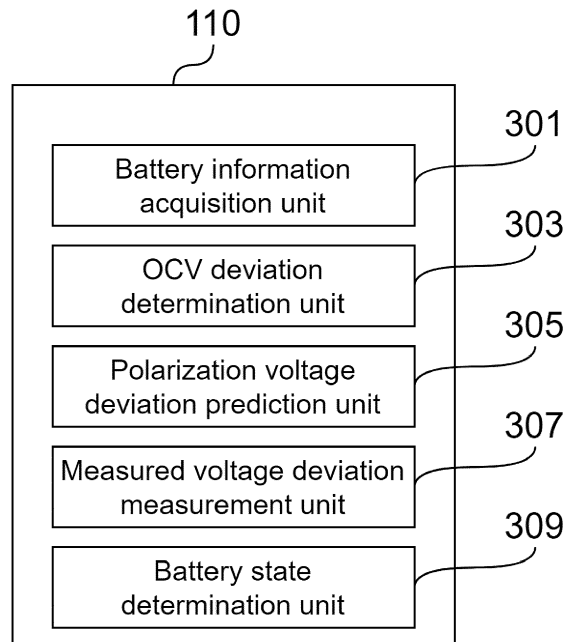 110
301
Battery information
acquisition unit
303
OCV deviation
determination unit
305
Polarization voltage
deviation prediction unit
307
Measured voltage deviation
measurement unit
309
Battery state
determination unit